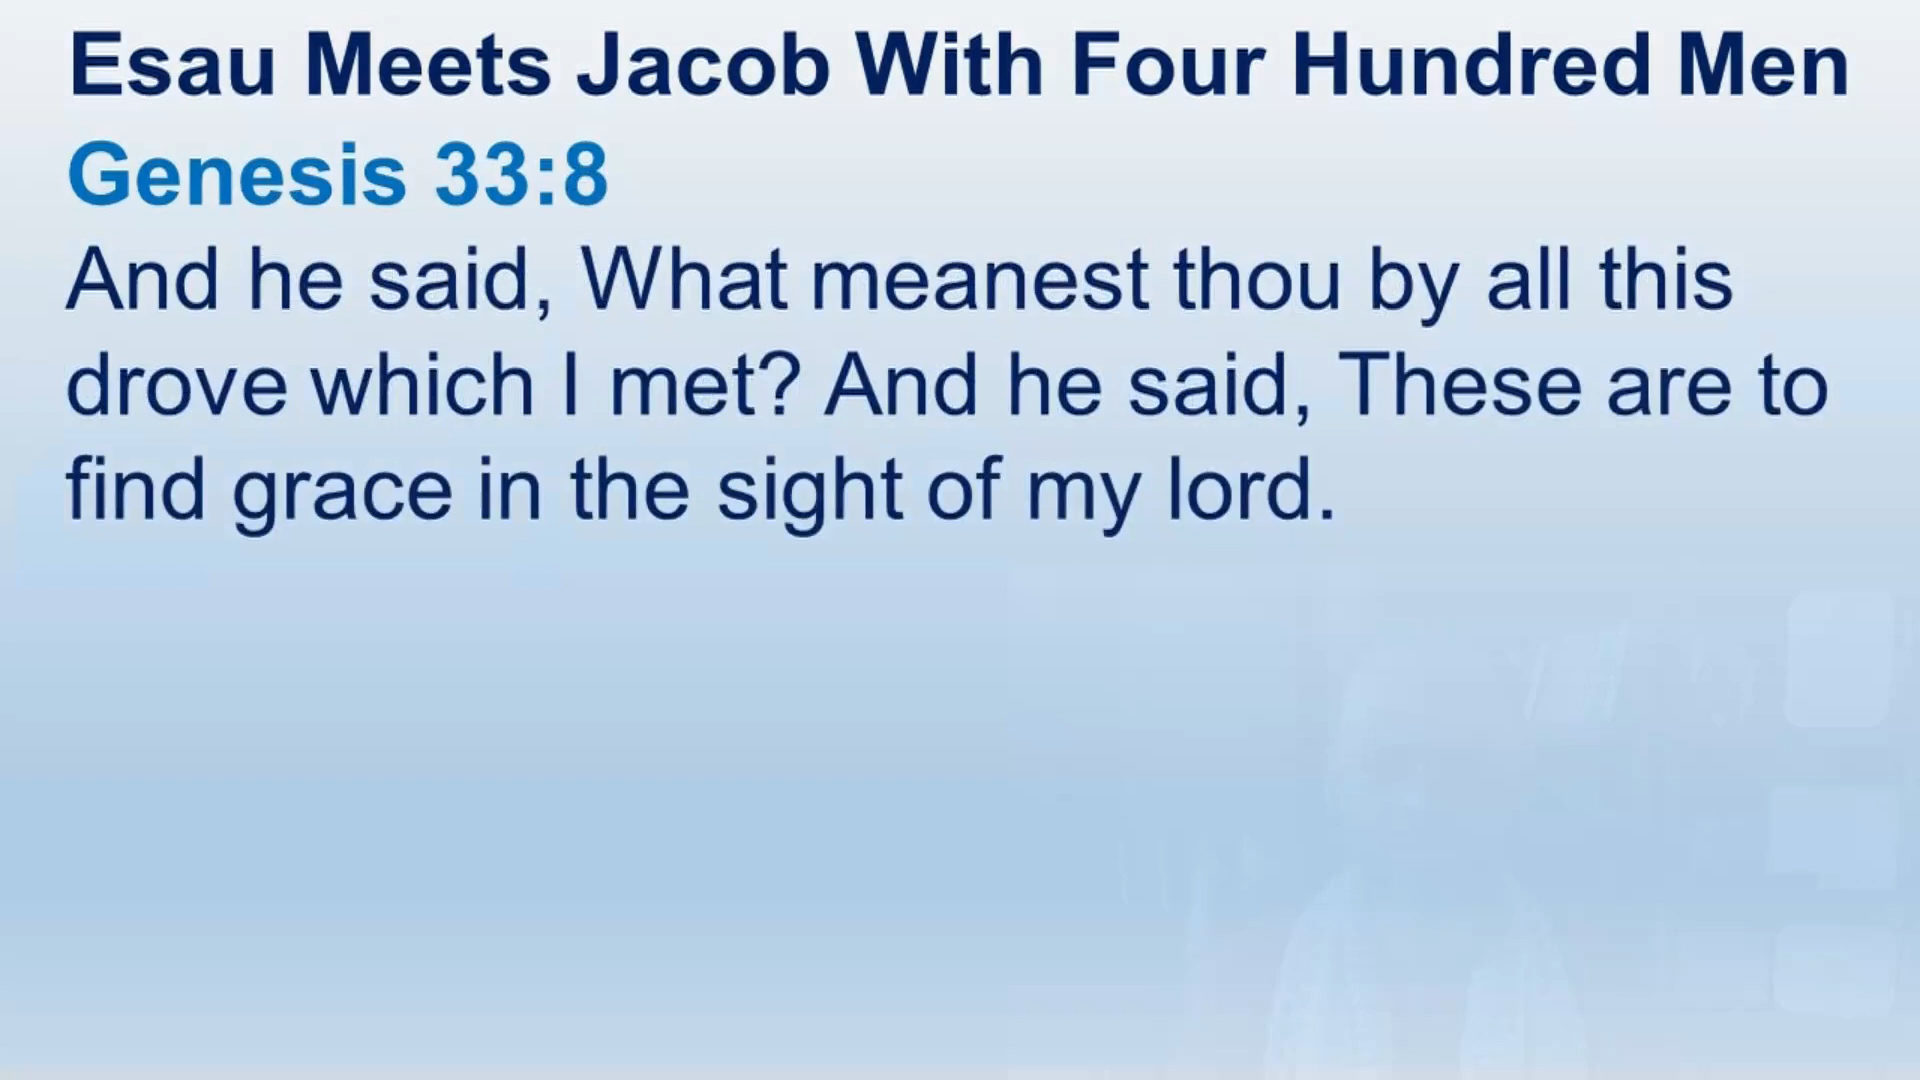 Esau Meets Jacob With Four Hundred Men
Genesis 33:8
And he said, What meanest thou by all this
drove which I met? And he said, These are to
find grace in the sight of my lord.